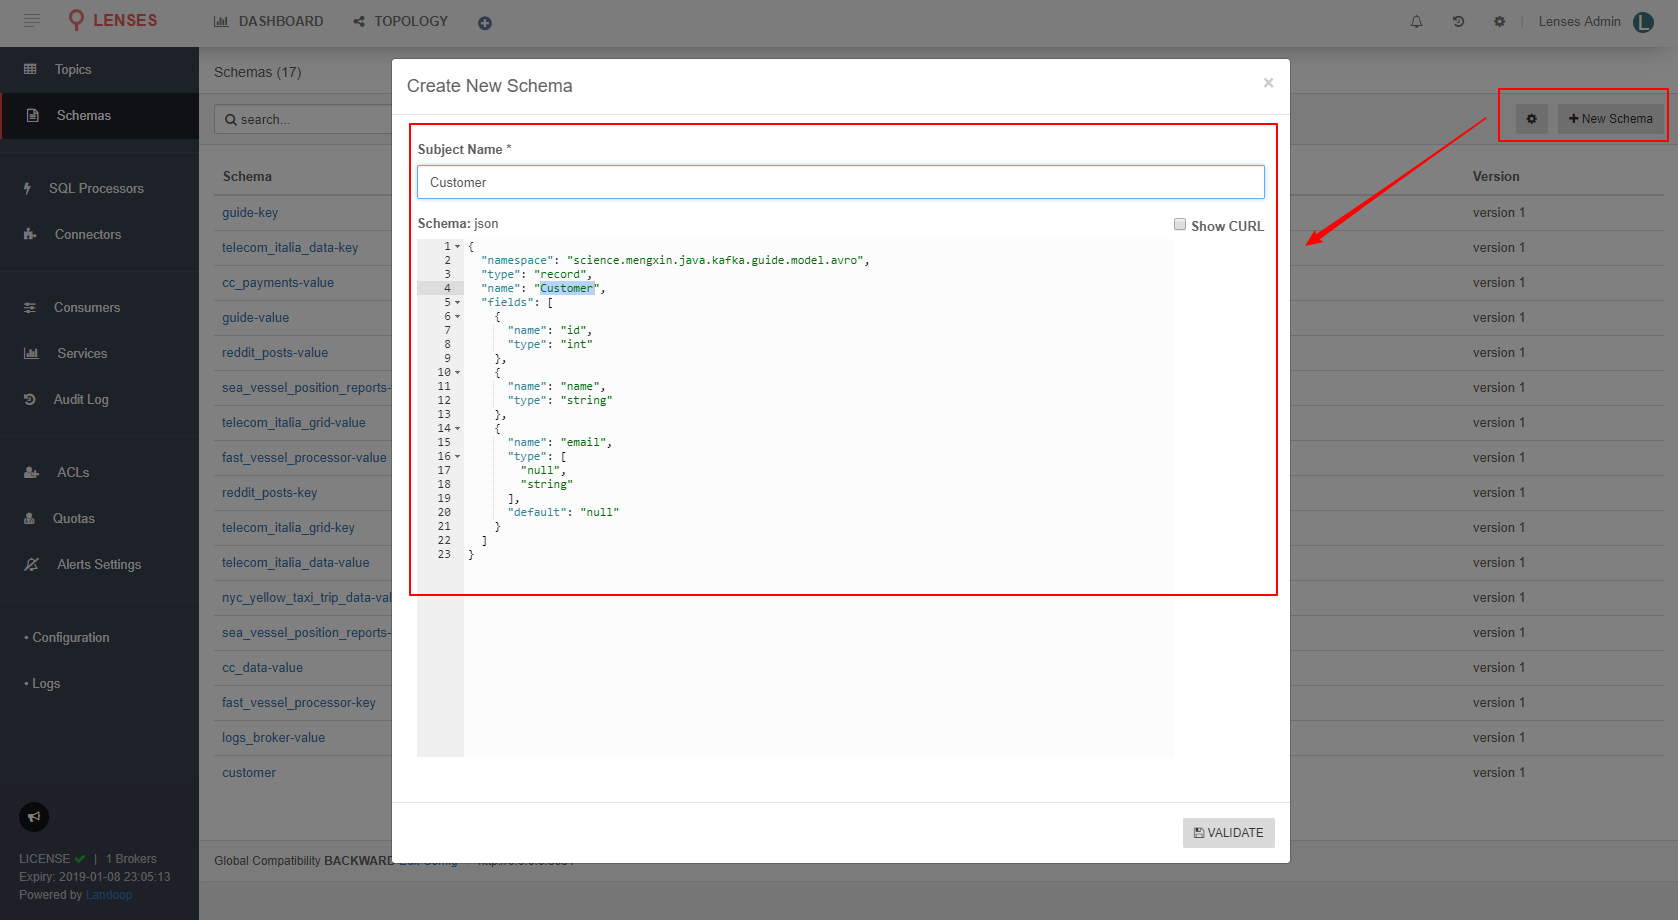 LENSES
DASHBOARD
TOPOLOGY
Lenses Admin
L
Topics
Schemas
SQL Processors
Connectors
Consumers
Services
Audit Log
ACLs
Quotas
Alerts Settings
• Configuration
• Logs
LICENSE | 1 Brokers
Expiry: 2019-01-08 23:05:13
Powered by Landoop
Schemas (17)
search...
New Schema
Schema
Version
guide-key
version 1
telecom_italia_data-key
version 1
cc_payments-value
version 1
guide-value
version 1
reddit_posts-value
version 1
sea_vessel_position_reports-
version 1
telecom_italia_grid-value
version 1
fast_vessel_processor-value
version 1
reddit_posts-key
version 1
telecom_italia_grid-key
version 1
telecom_italia_data-value
version 1
nyc_yellow_taxi_trip_data-val
version 1
sea_vessel_position_reports-
version 1
cc_data-value
version 1
fast_vessel_processor-key
version 1
logs_broker-value
version 1
customer
version 1
Global Compatibility BACKWARD
Create New Schema
×
Subject Name *
Customer
Schema: json
Show CURL
1 {
2 "namespace": "science.mengxin.java.kafka.guide.model.avro",
3 "type": "record",
4 "name": "Customer",
5 "fields": [
6 {
7 "name": "id",
8 "type": "int"
9 },
10 {
11 "name": "name",
12 "type": "string"
13 },
14 {
15 "name": "email",
16 "type": [
17 "null",
18 "string"
19 ],
20 "default": "null"
21 }
22 ]
23 }
VALIDATE